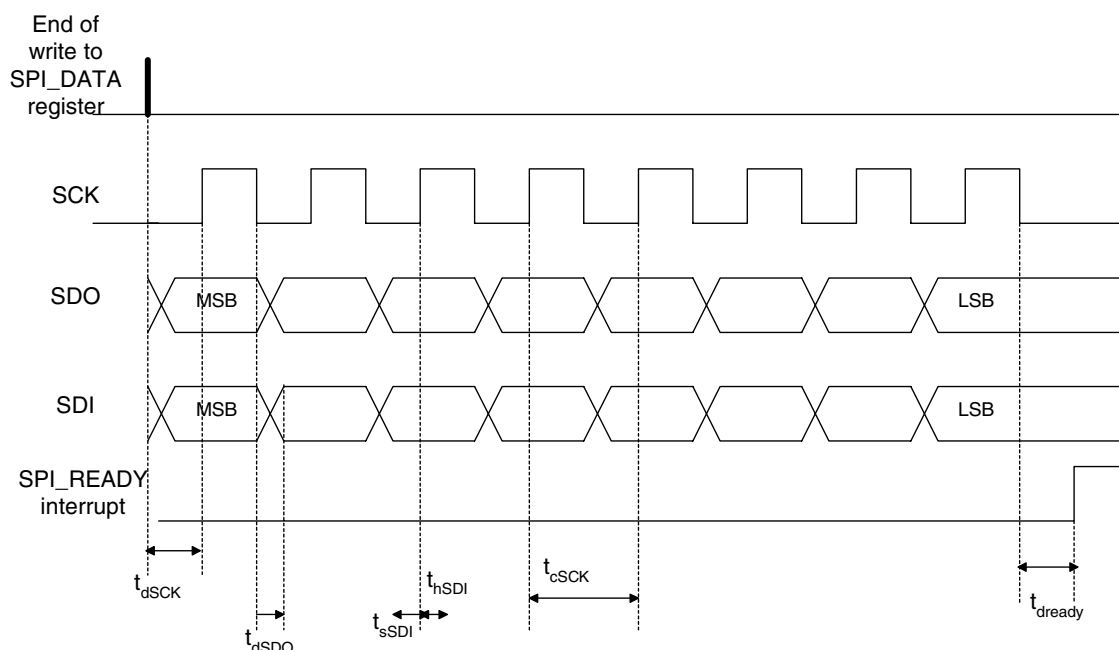 End of
write to
SPI_DATA
register
SCK
SDO
MSB
LSB
SDI
MSB
LSB
SPI_READY
interrupt
tdSCK
tdSDO
tsSDI
thSDI
tcSCK
tdready